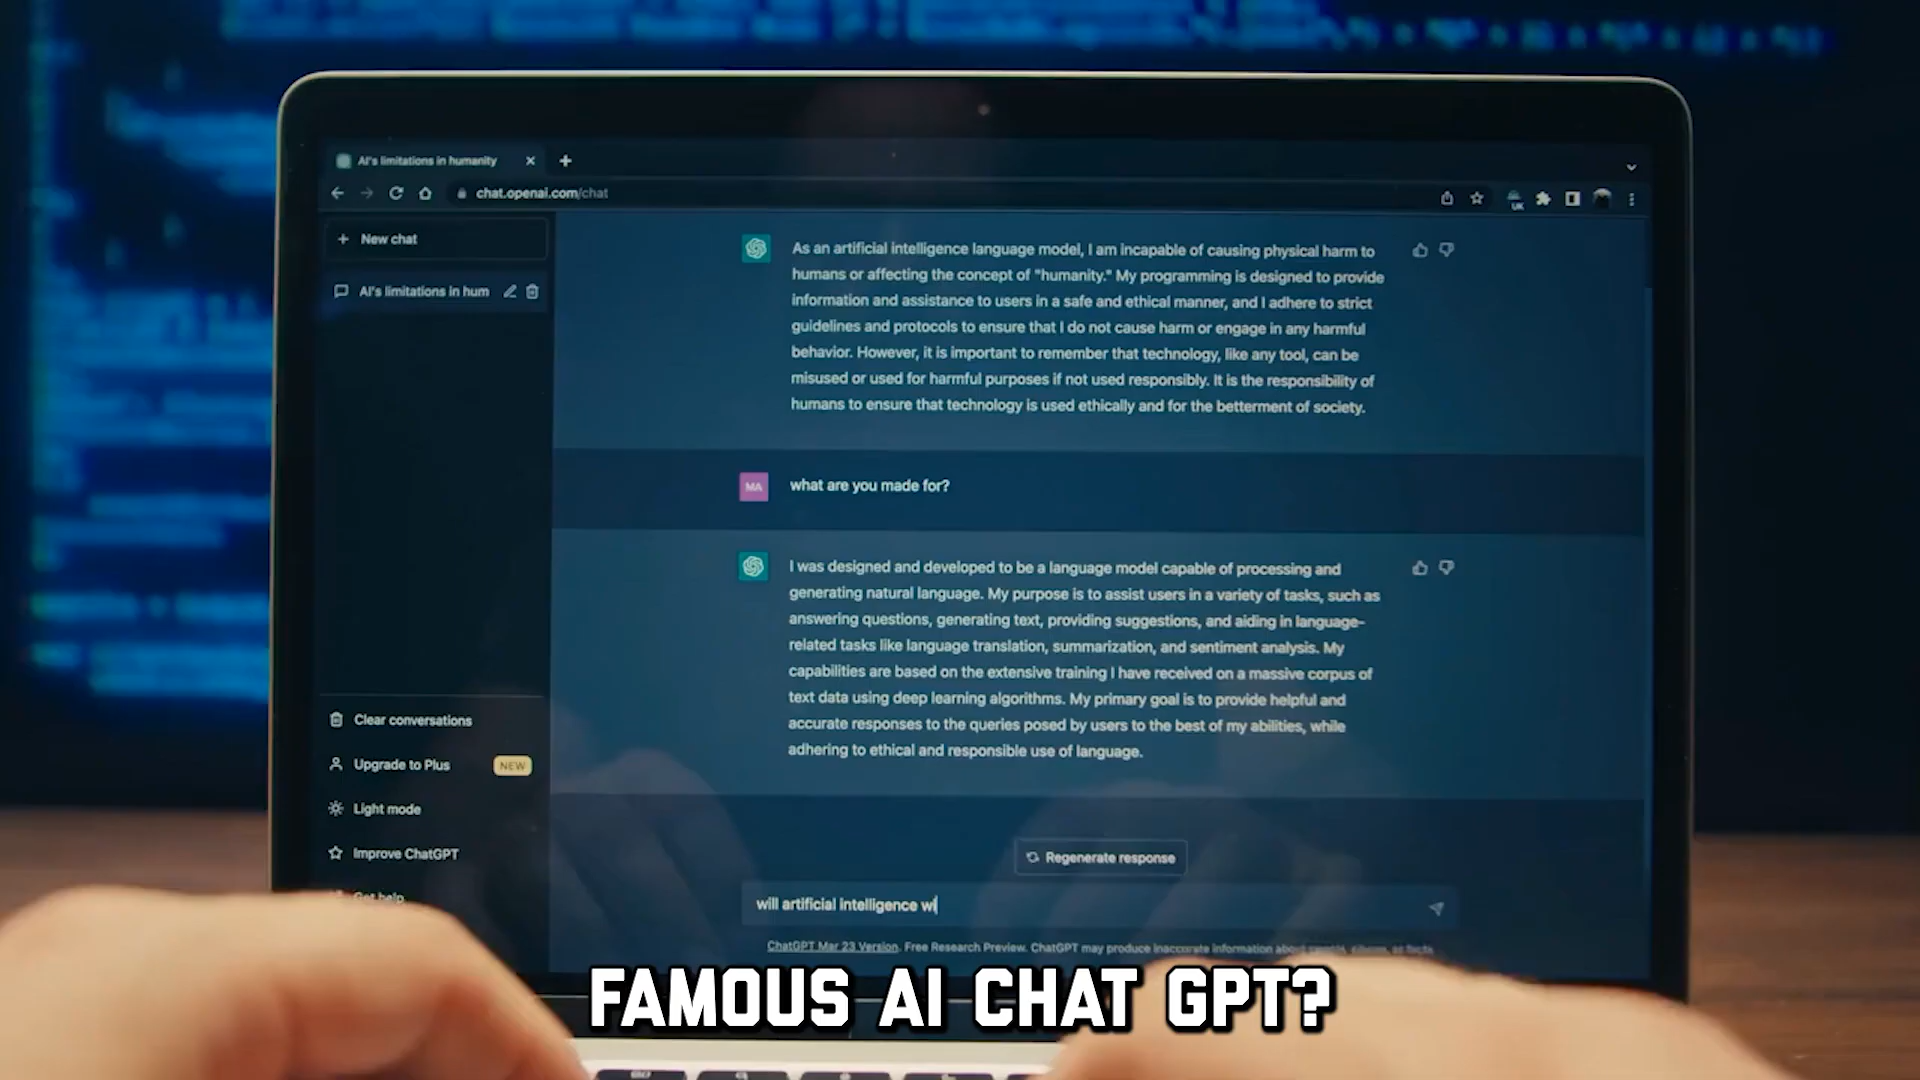 AI's limitations in humanity
chat.openai.com/chat
UK
New chat
AI's limitations in hum
As an artificial intelligence language model, I am incapable of causing physical harm to
humans or affecting the concept of "humanity." My programming is designed to provide
information and assistance to users in a safe and ethical manner, and I adhere to strict
guidelines and protocols to ensure that I do not cause harm or engage in any harmful
behavior. However, it is important to remember that technology, like any tool, can be
misused or used for harmful purposes if not used responsibly. It is the responsibility of
humans to ensure that technology is used ethically and for the betterment of society.
MA
what are you made for?
I was designed and developed to be a language model capable of processing and
generating natural language. My purpose is to assist users in a variety of tasks, such as
answering questions, generating text, providing suggestions, and aiding in language-
related tasks like language translation, summarization, and sentiment analysis. My
capabilities are based on the extensive training I have received on a massive corpus of
text data using deep learning algorithms. My primary goal is to provide helpful and
accurate responses to the queries posed by users to the best of my abilities, while
adhering to ethical and responsible use of language.
Clear conversations
Upgrade to Plus NEW
Light mode
Improve ChatGPT
Get help
Regenerate response
will artificial intelligence wi
ChatGPT Mar 23 Version. Free Research Preview. ChatGPT may produce inaccurate information about people, places, or facts
FAMOUS AI CHAT GPT?